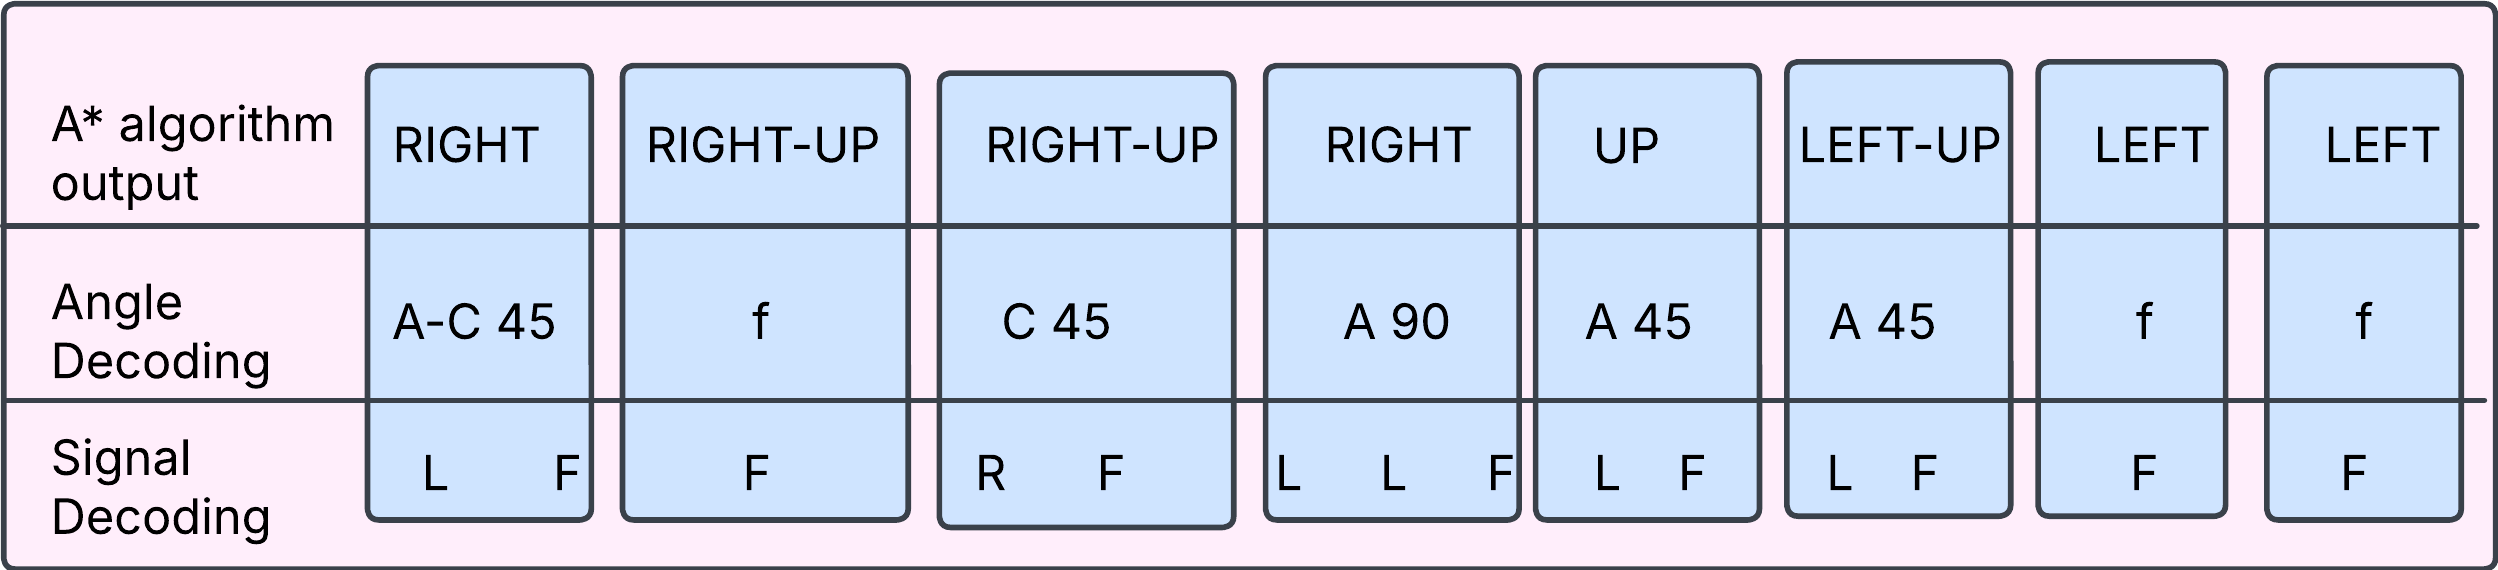 A* algorithm
output
RIGHT
RIGHT-UP
RIGHT-UP
RIGHT
UP
LEFT-UP
LEFT
LEFT
Angle
Decoding
A-C 45
f
C 45
A 90
A 45
A 45
f
f
Signal
Decoding
L F
F
R F
L L F
L F
L F
F
F